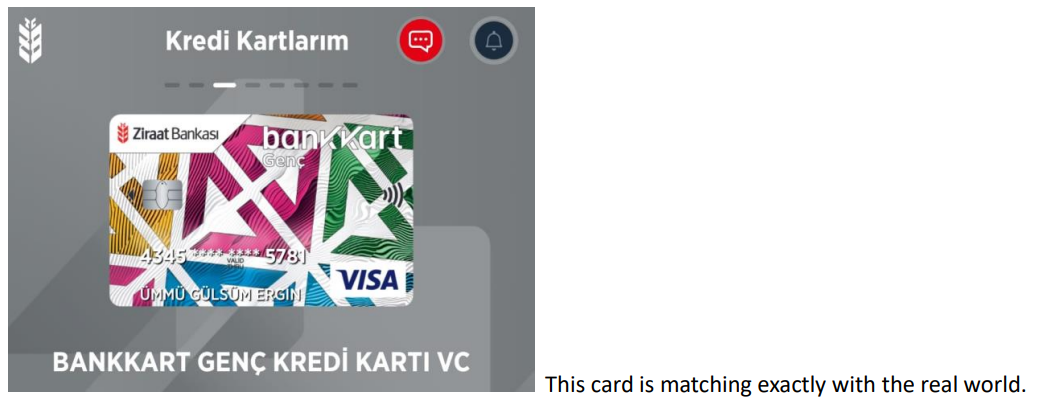 Kredi Kartlarım
Ziraat Bankası
bankkart
Genç
4345 **** **** 5781
VALID
THRU
VISA
ÜMMÜ GÜLSÜM ERGİN
BANKKART GENÇ KREDİ KARTI VC
This card is matching exactly with the real world.